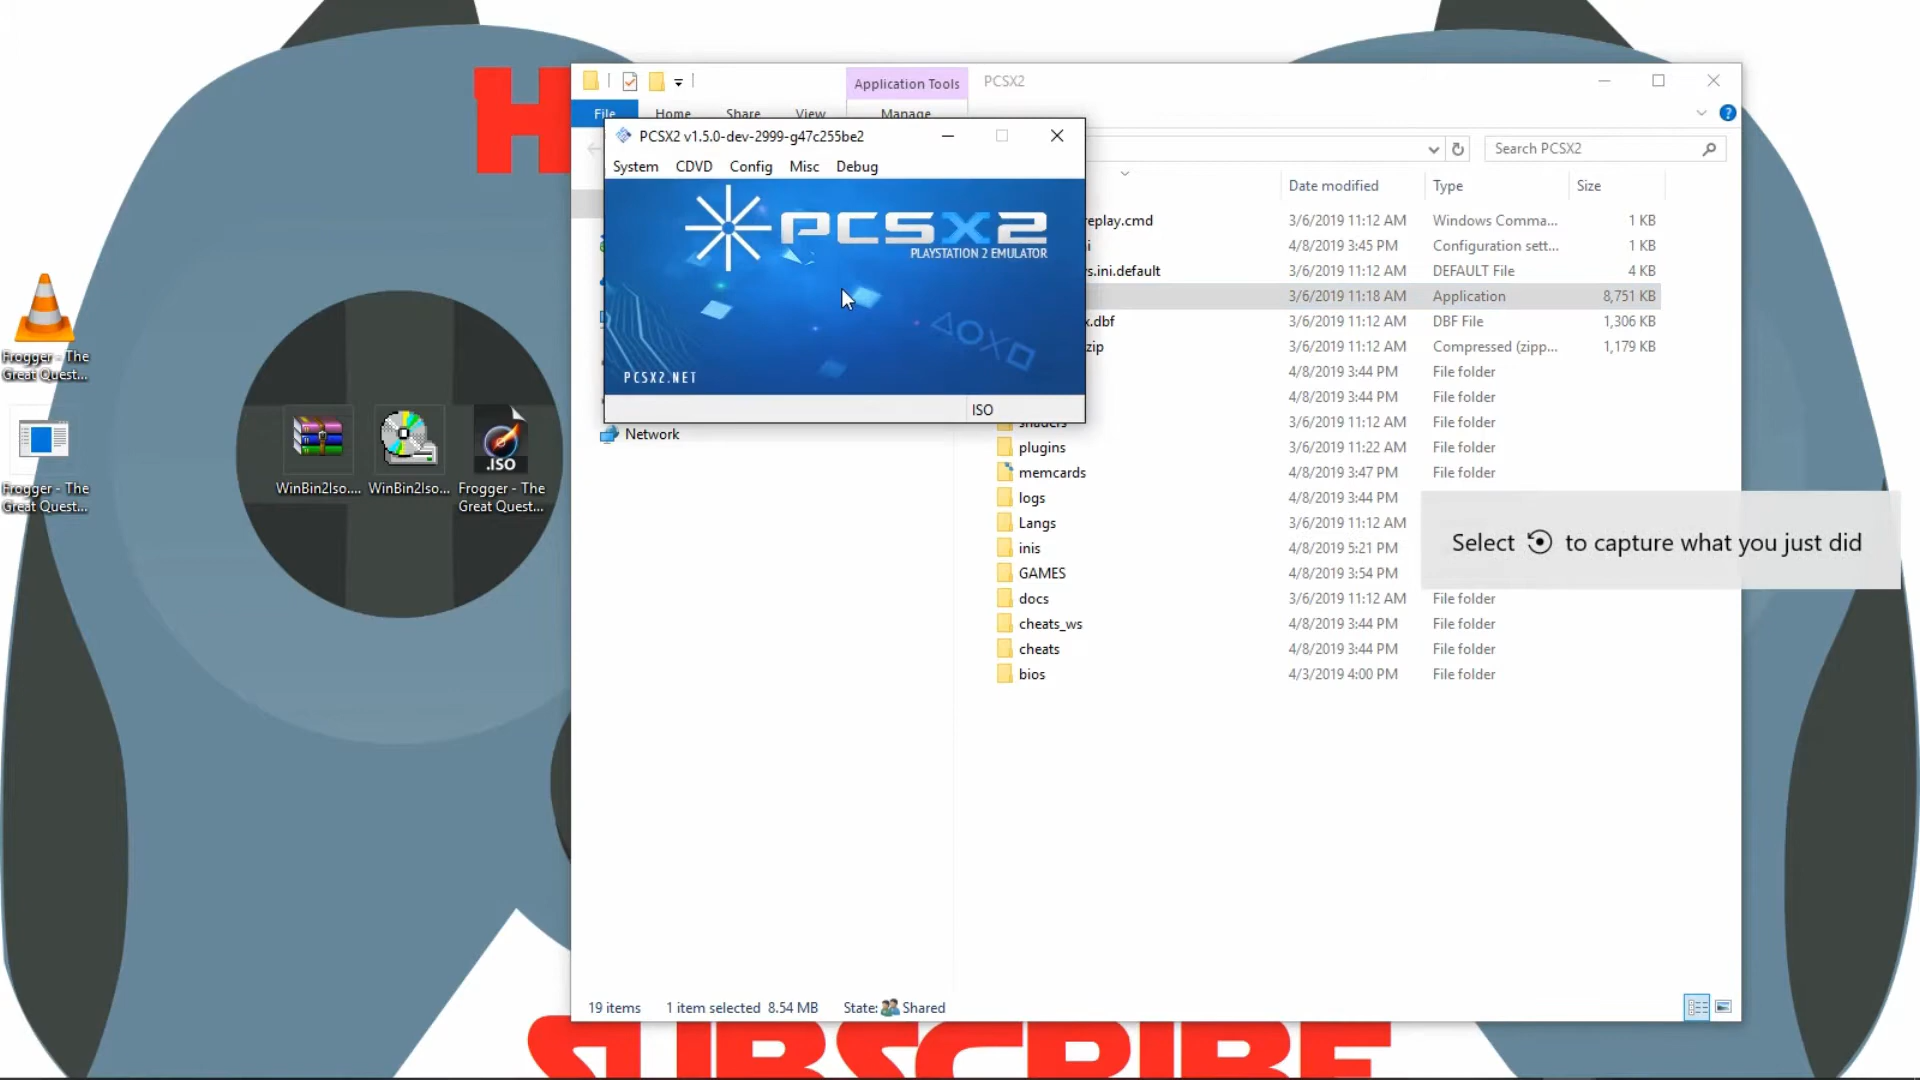 H
Application Tools
PCSX2
File
Home
Share
View
Manage
PCSX2 v1.5.0-dev-2999-g47c255be2
System
CDVD
Config
Misc
Debug
Search PCSX2
PCSX2
PLAYSTATION 2 EMULATOR
PCSX2.NET
ISO
Network
Date modified
Type
Size
replay.cmd
3/6/2019 11:12 AM
Windows Comma...
1 KB
i
4/8/2019 3:45 PM
Configuration sett...
1 KB
s.ini.default
3/6/2019 11:12 AM
DEFAULT File
4 KB
3/6/2019 11:18 AM
Application
8,751 KB
x.dbf
3/6/2019 11:12 AM
DBF File
1,306 KB
zip
3/6/2019 11:12 AM
Compressed (zipp...
1,179 KB
4/8/2019 3:44 PM
File folder
4/8/2019 3:44 PM
File folder
shaders
3/6/2019 11:12 AM
File folder
plugins
3/6/2019 11:22 AM
File folder
memcards
4/8/2019 3:47 PM
File folder
logs
4/8/2019 3:44 PM
Langs
3/6/2019 11:12 AM
inis
4/8/2019 5:21 PM
GAMES
4/8/2019 3:54 PM
docs
3/6/2019 11:12 AM
File folder
cheats_ws
4/8/2019 3:44 PM
File folder
cheats
4/8/2019 3:44 PM
File folder
bios
4/3/2019 4:00 PM
File folder
Select to capture what you just did
Frogger - The
Great Quest...
Frogger - The
Great Quest...
WinBin2Iso....
WinBin2Iso...
.ISO
Frogger - The
Great Quest...
19 items
1 item selected 8.54 MB
State: Shared
SUBSCRIBE